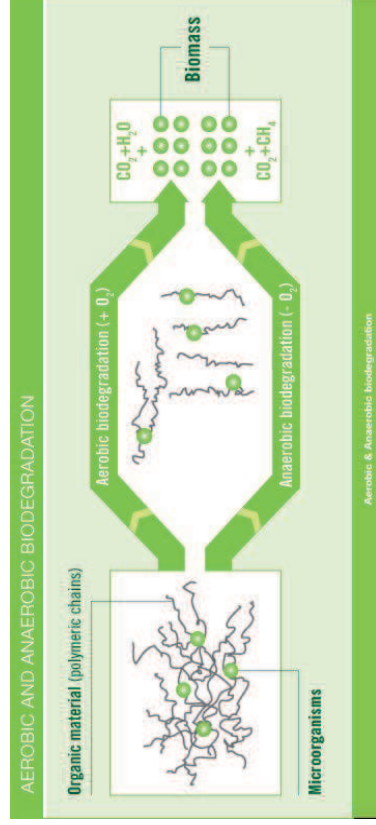 AEROBIC AND ANAEROBIC BIODEGRADATION
Organic material (polymeric chains)
Microorganisms
Aerobic biodegradation (+ O₂)
Anaerobic biodegradation (- O₂)
CO₂+H₂O
+
+
CO₂+CH₄
Biomass
Aerobic & Anaerobic biodegradation